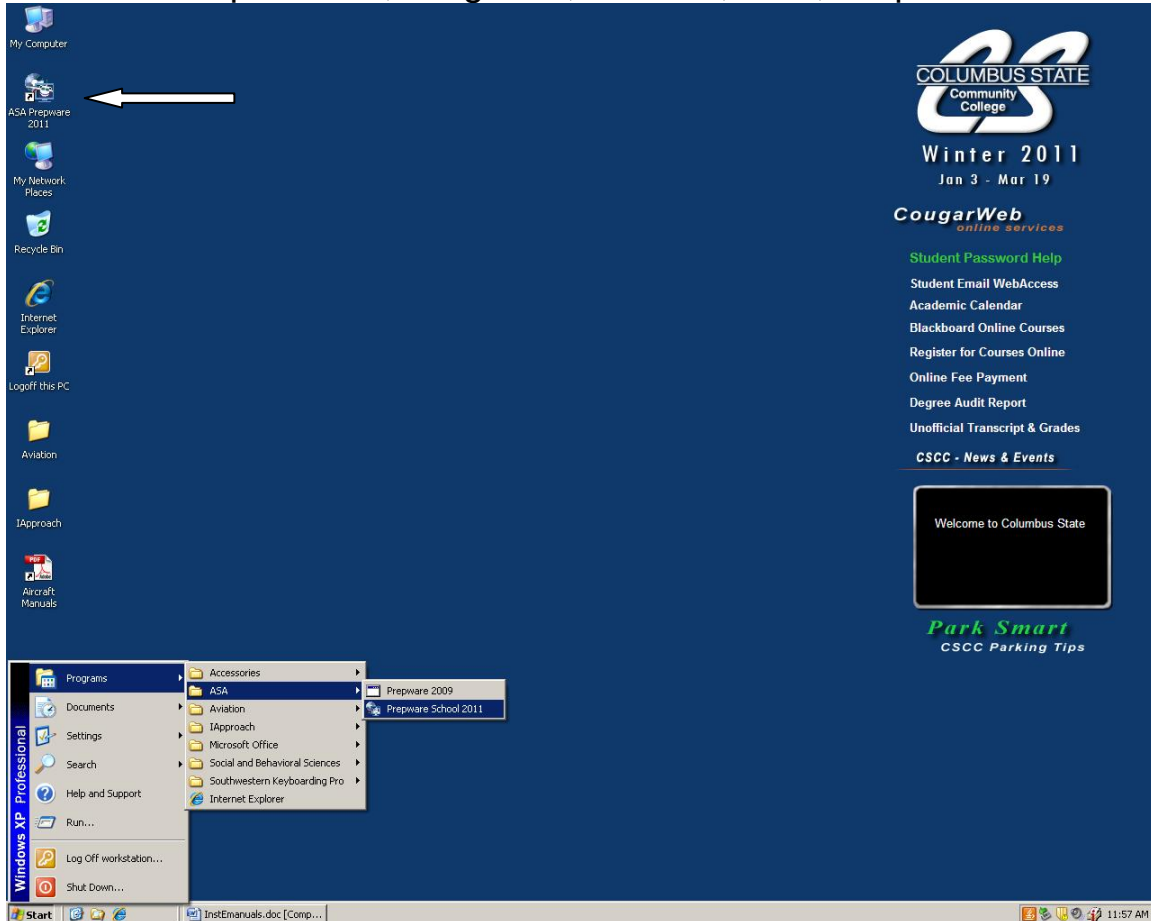 My Computer
ASA Prepware
2011
My Network
Places
Recycle Bin
Internet
Explorer
Logoff this PC
Aviation
IApproach
PDF
Adobe
Aircraft
Manuals
COLUMBUS STATE
Community
College
Winter 2011
Jan 3 - Mar 19
CougarWeb
online services
Student Password Help
Student Email WebAccess
Academic Calendar
Blackboard Online Courses
Register for Courses Online
Online Fee Payment
Degree Audit Report
Unofficial Transcript & Grades
CSCC - News & Events
Welcome to Columbus State
Park Smart
CSCC Parking Tips
Windows XP Professional
Programs
Documents
Settings
Search
Help and Support
Run...
Log Off workstation...
Shut Down...
Accessories
ASA
Aviation
IApproach
Microsoft Office
Social and Behavioral Sciences
Southwestern Keyboarding Pro
Internet Explorer
Prepware 2009
Prepware School 2011
Start
InstEmanuals.doc [Comp...
11:57 AM